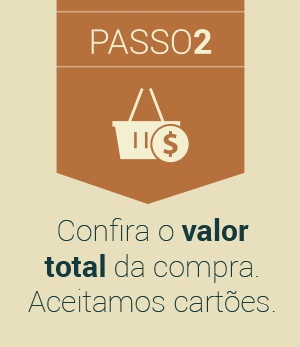 PASSO2
$
Confira o valor
total da compra.
Aceitamos cartões.